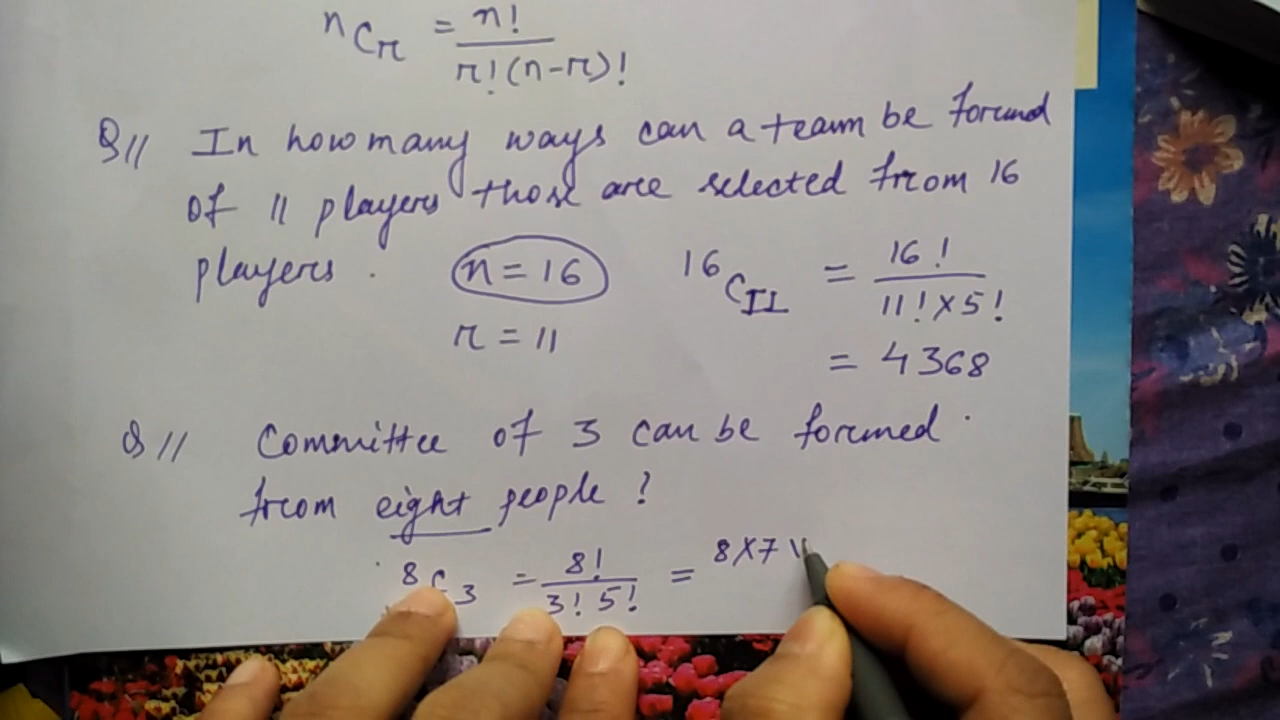 nCr = n! / r!(n-r)!
Q// In how many ways can a team be formed
of 11 players those are selected from 16
players. n = 16 16C11 = 16! / 11! × 5!
r = 11 = 4368
Q// Committee of 3 can be formed.
from eight people ?
8C3 = 8! / 3! 5! = 8×7